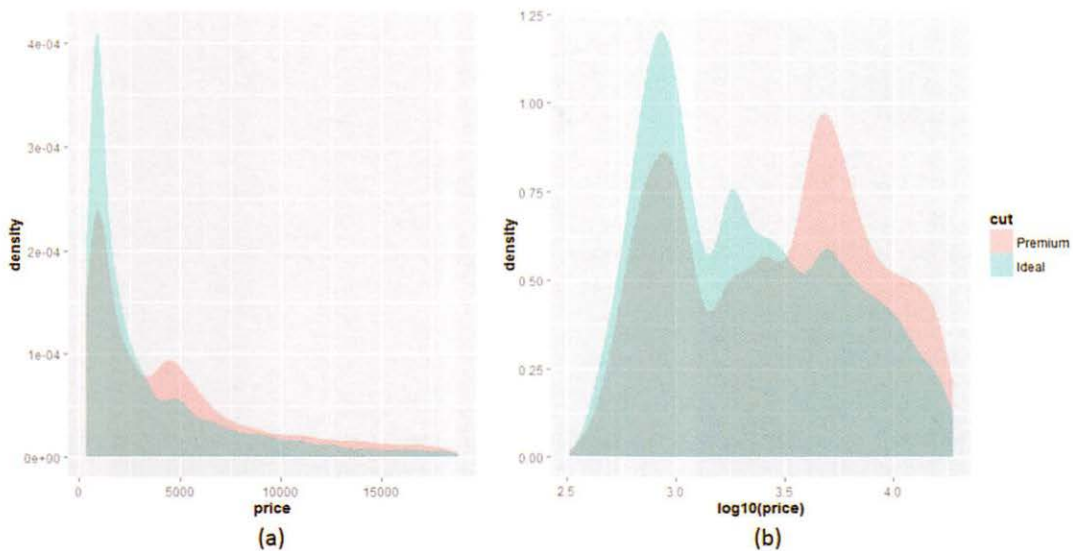 4e-04
3e-04
2e-04
1e-04
0e+00
density
0
5000
10000
15000
price
(a)
1.25
1.00
0.75
0.50
0.25
0.00
density
2.5
3.0
3.5
4.0
log10(price)
(b)
cut
Premium
Ideal